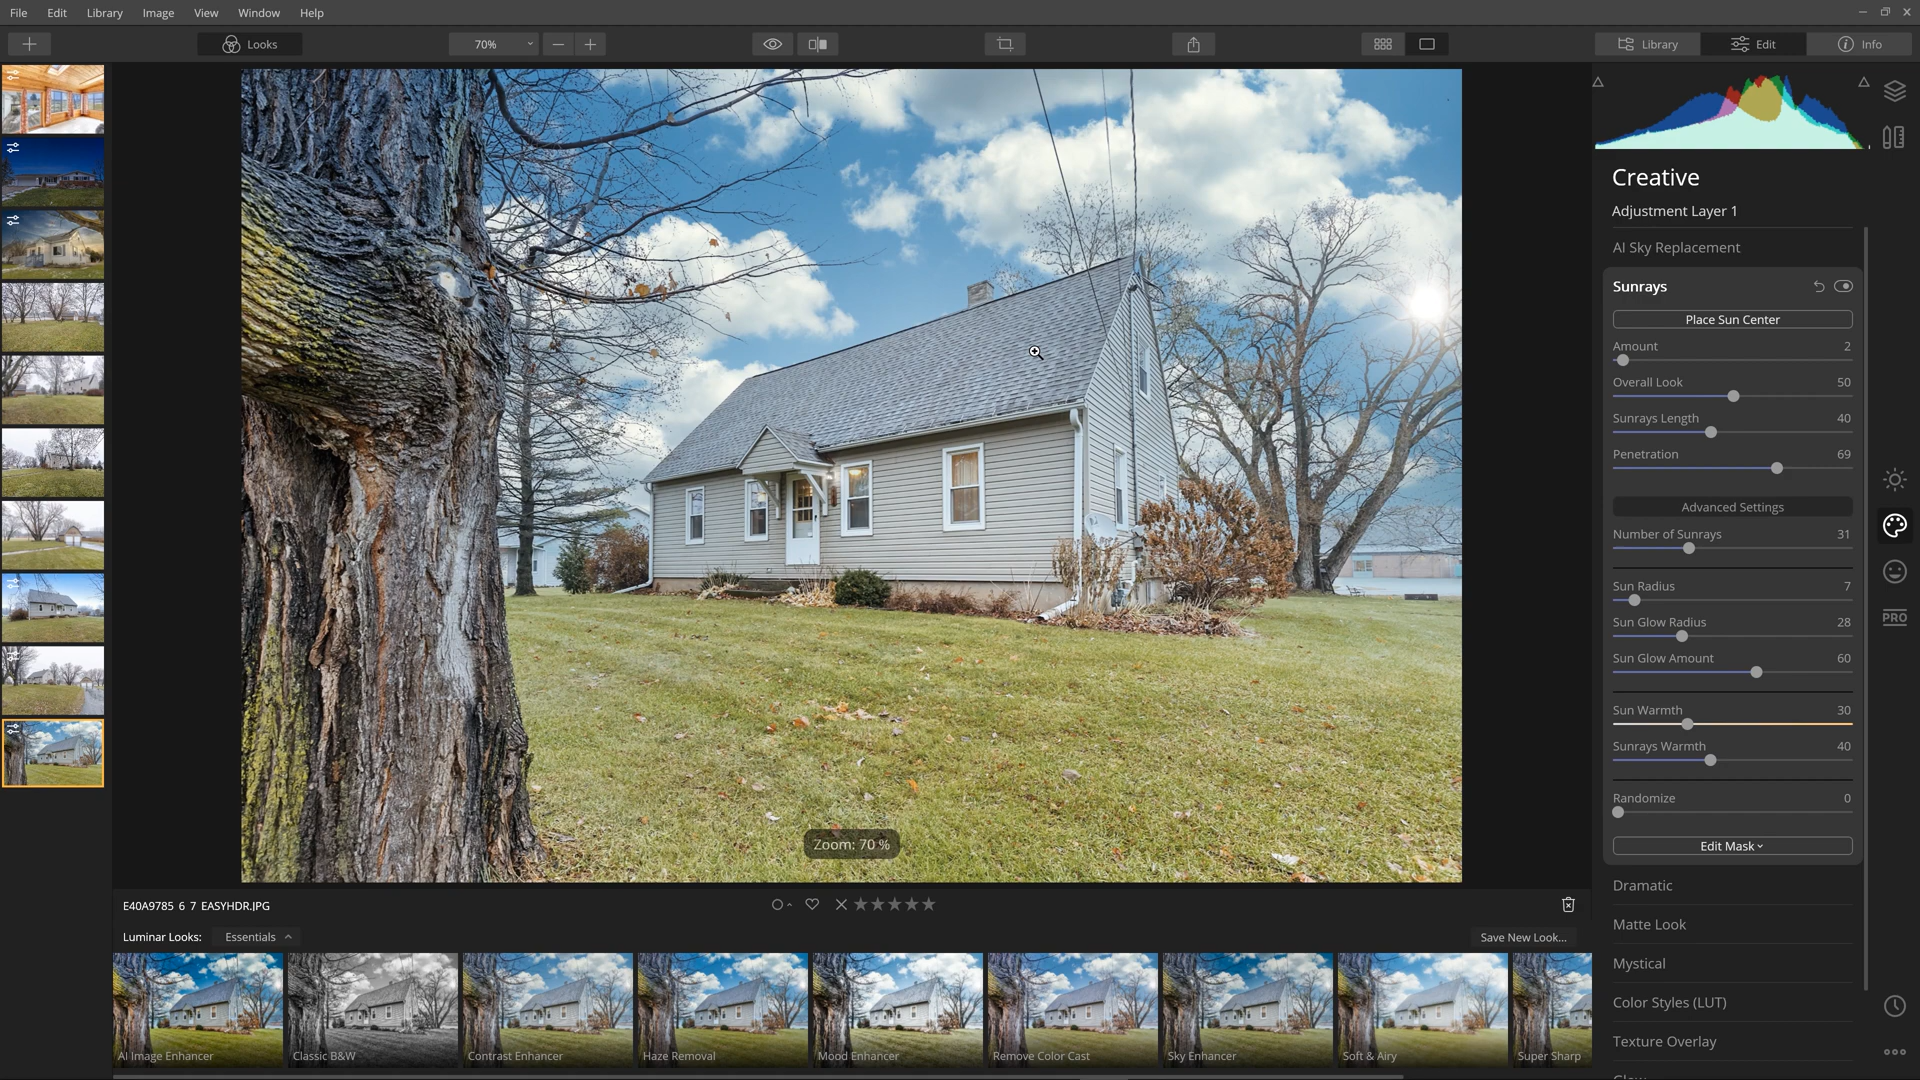 File Edit Library Image View Window Help
Looks 70% Library Edit Info
Creative
Adjustment Layer 1
AI Sky Replacement
Sunrays
Place Sun Center
Amount 2
Overall Look 50
Sunrays Length 40
Penetration 69
Advanced Settings
Number of Sunrays 31
Sun Radius 7
Sun Glow Radius 28
Sun Glow Amount 60
Sun Warmth 30
Sunrays Warmth 40
Randomize 0
Edit Mask
Dramatic
Matte Look
Mystical
Color Styles (LUT)
Texture Overlay
PRO
Zoom: 70 %
E40A9785 6 7 EASYHDR.JPG
Luminar Looks: Essentials Save New Look...
AI Image Enhancer Classic B&W Contrast Enhancer Haze Removal Mood Enhancer Remove Color Cast Sky Enhancer Soft & Airy Super Sharp